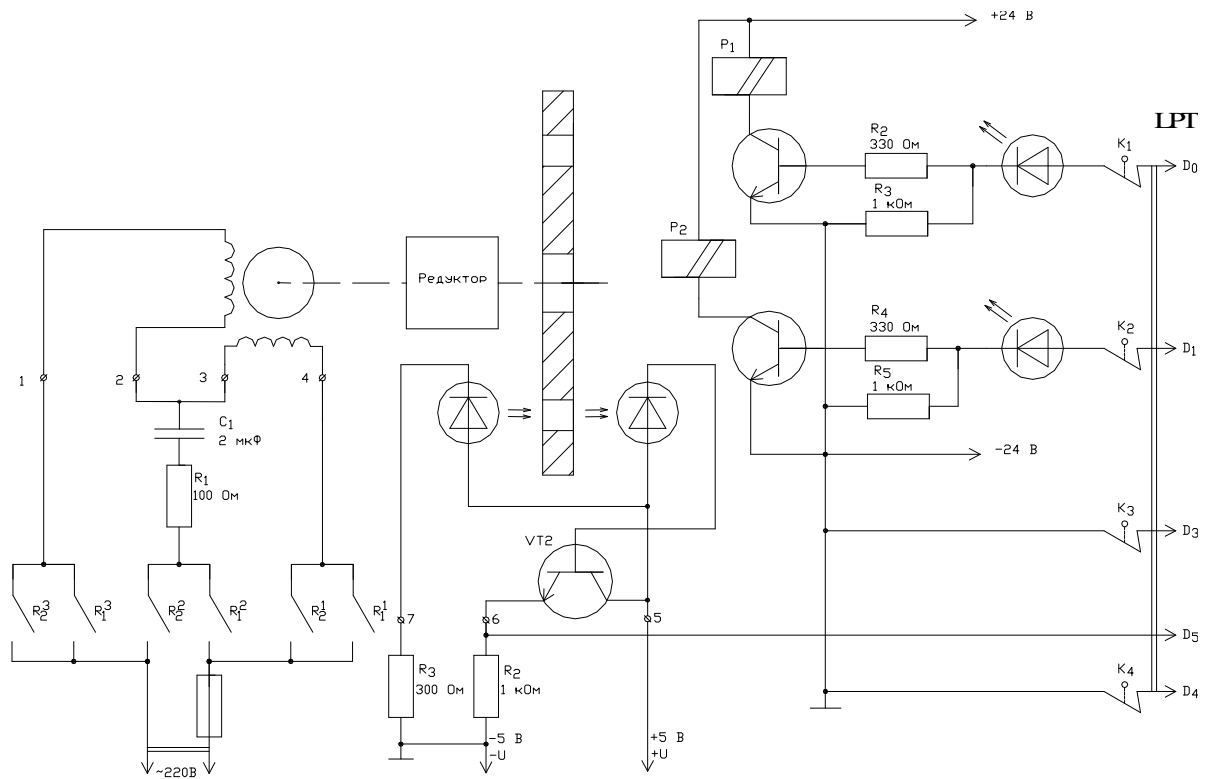 +24 В
P1
LPT
R2
330 Ом
K1
D0
R3
1 кОм
P2
Редуктор
R4
330 Ом
K2
D1
R5
1 кОм
1
2
3
4
C1
2 мкФ
-24 В
R1
100 Ом
K3
D3
VT2
R2^3
R1^3
R2^2
R1^2
R2^1
R1^1
7
6
5
D5
R3
300 Ом
R2
1 кОм
K4
D4
-5 В
-U
+5 В
+U
~220В